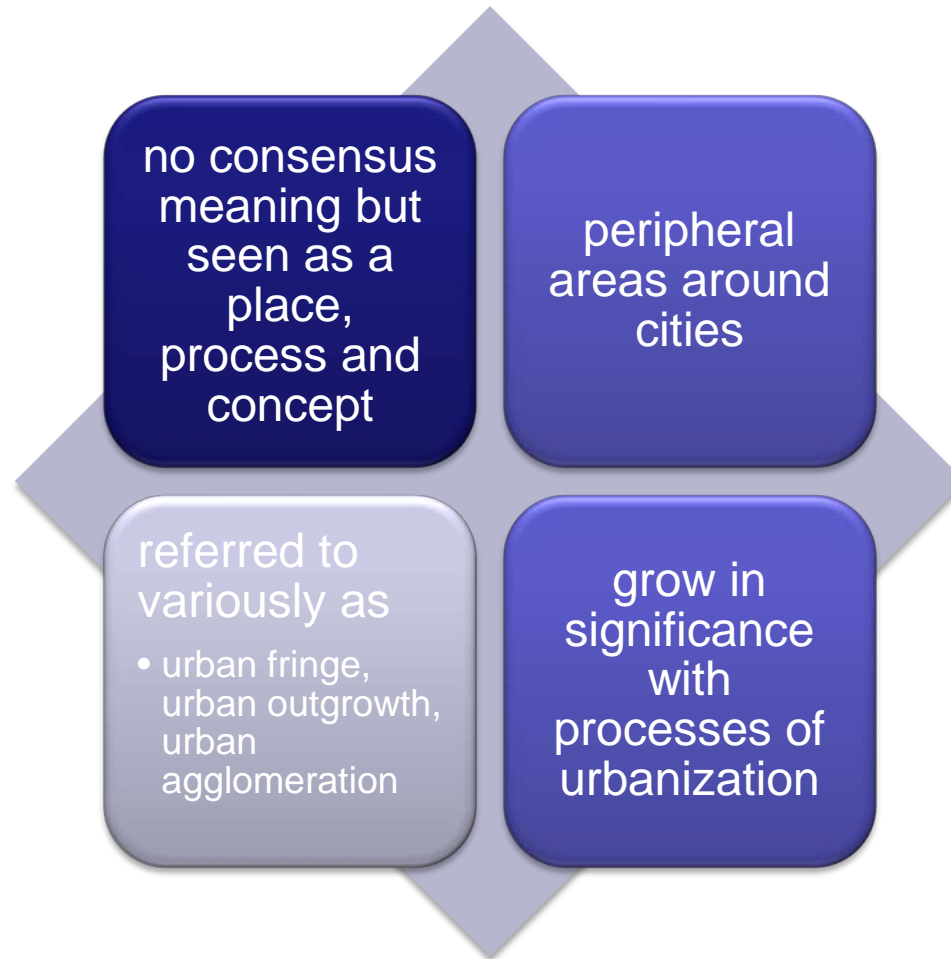 no consensus
meaning but
seen as a
place,
process and
concept
peripheral
areas around
cities
referred to
variously as
• urban fringe,
urban outgrowth,
urban
agglomeration
grow in
significance
with
processes of
urbanization